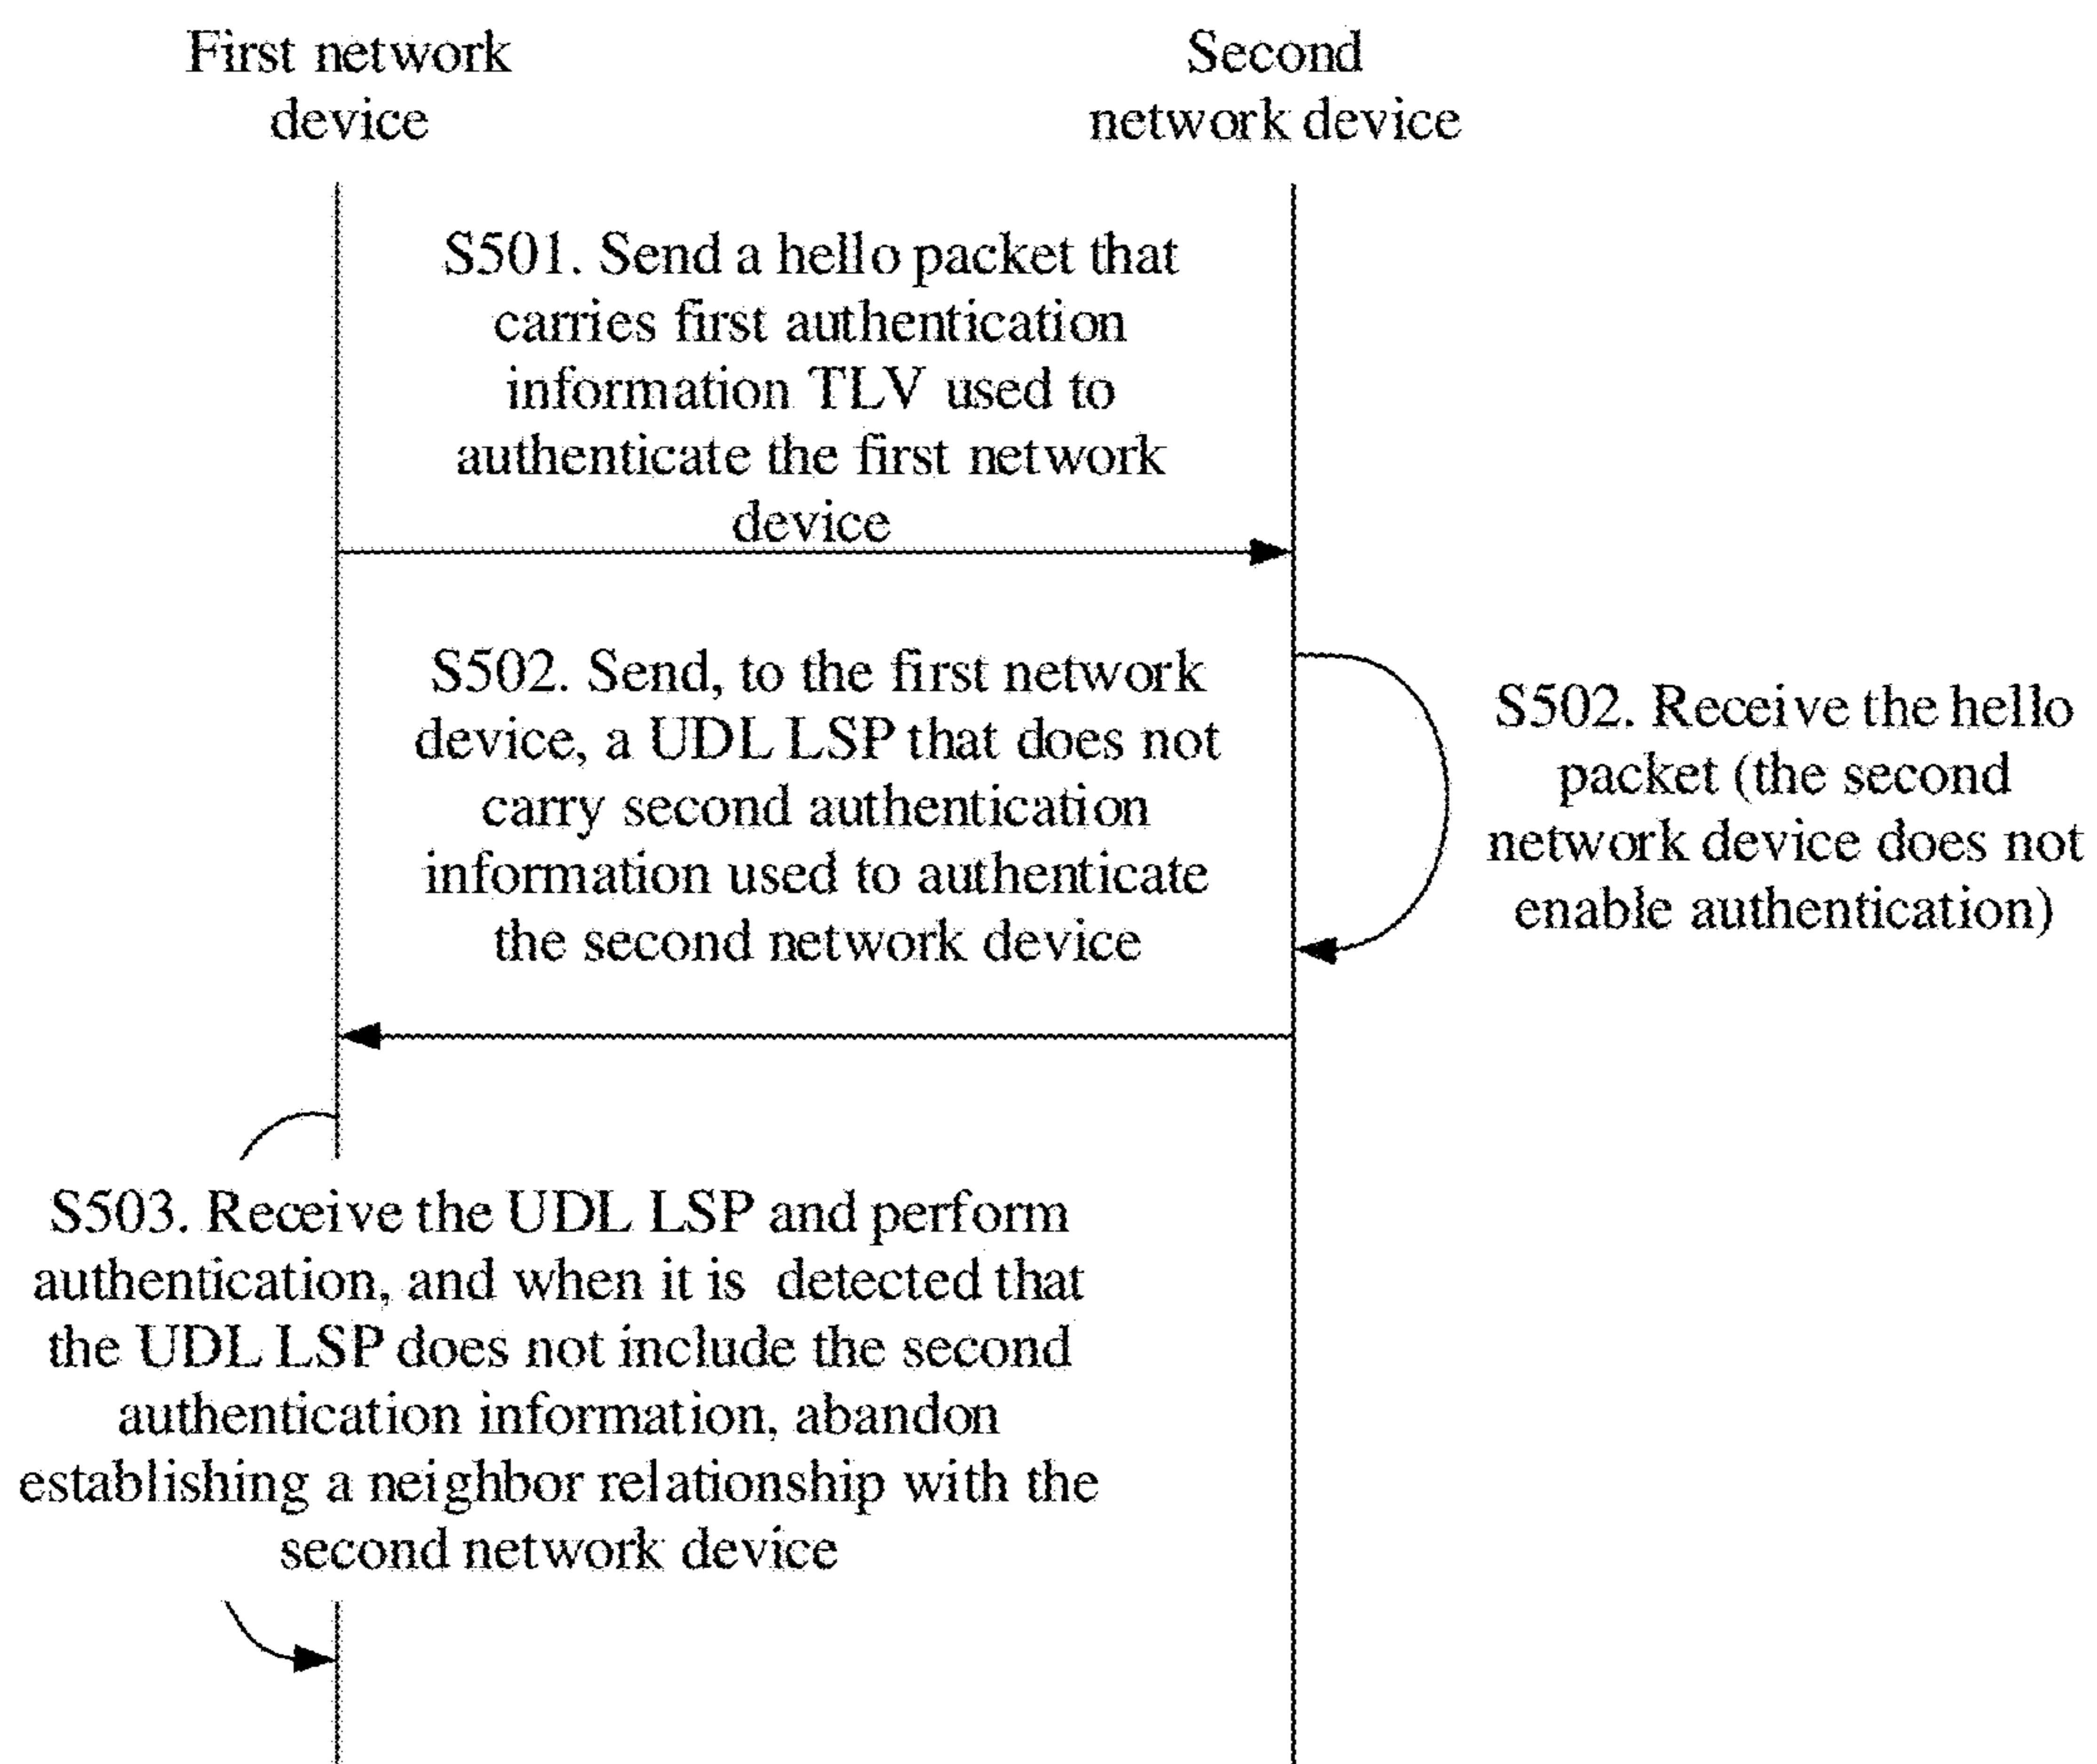 First network
device
Second
network device
S501. Send a hello packet that
carries first authentication
information TLV used to
authenticate the first network
device
S502. Send, to the first network
device, a UDL LSP that does not
carry second authentication
information used to authenticate
the second network device
S502. Receive the hello
packet (the second
network device does not
enable authentication)
S503. Receive the UDL LSP and perform
authentication, and when it is detected that
the UDL LSP does not include the second
authentication information, abandon
establishing a neighbor relationship with the
second network device